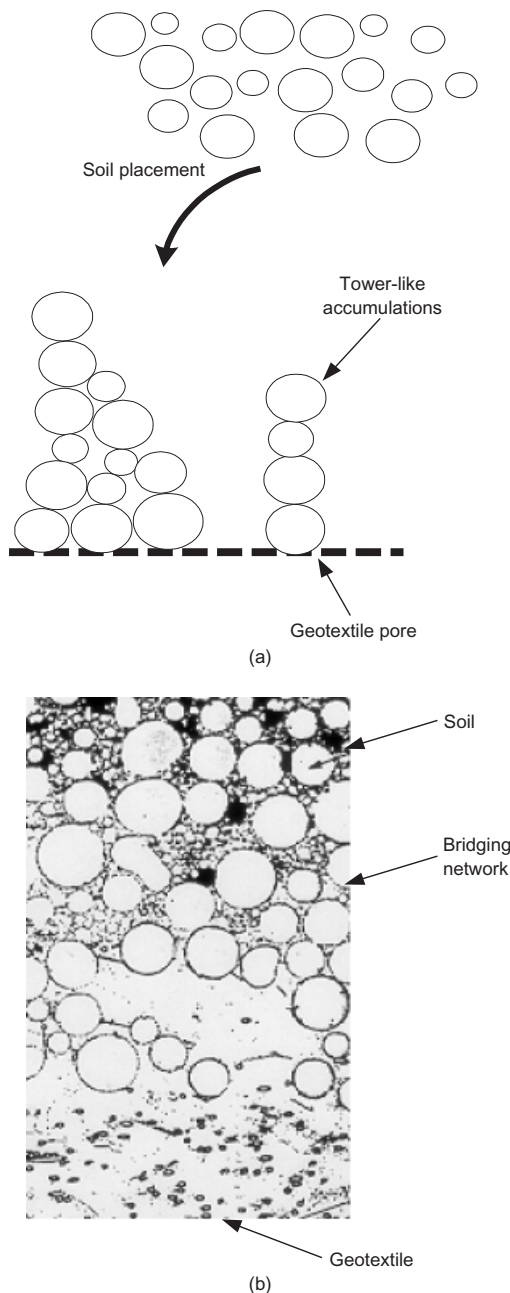 Soil placement
Tower-like
accumulations
Geotextile pore
(a)
Soil
Bridging
network
Geotextile
(b)